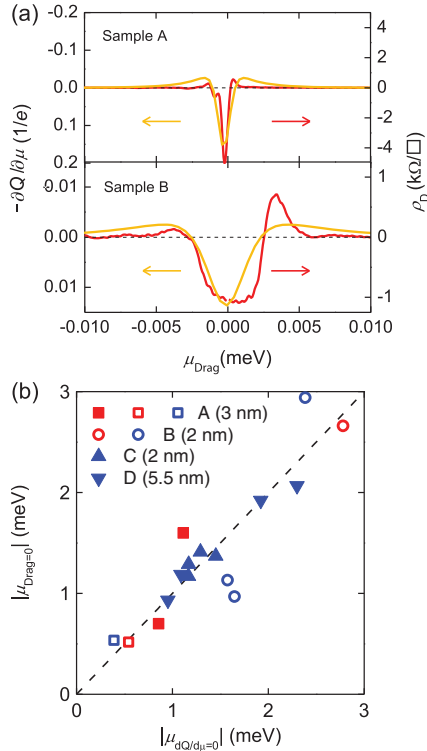 (a)
-0.2
4
Sample A
-0.1
2
0.0
0
0.1
-2
-4
0.2
-∂Q/∂μ (1/e)
ρD (kΩ/□)
0.01
1
Sample B
0.00
0
0.01
-1
-0.010 -0.005 0.000 0.005 0.010
μDrag(meV)
(b)
3
A (3 nm)
B (2 nm)
C (2 nm)
D (5.5 nm)
2
1
0
|μDrag=0| (meV)
0 1 2 3
|μdQ/dμ=0| (meV)